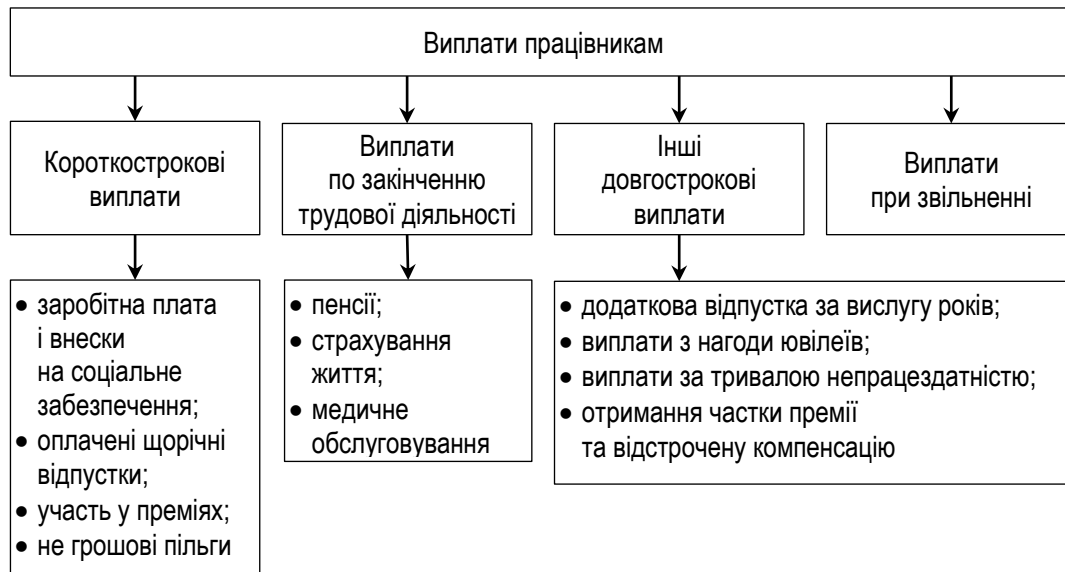 Виплати працівникам
Короткострокові
виплати
Виплати
по закінченню
трудової діяльності
Інші
довгострокові
виплати
Виплати
при звільненні
• заробітна плата
і внески
на соціальне
забезпечення;
• оплачені щорічні
відпустки;
• участь у преміях;
• не грошові пільги
• пенсії;
• страхування
життя;
• медичне
обслуговування
• додаткова відпустка за вислугу років;
• виплати з нагоди ювілеїв;
• виплати за тривалою непрацездатністю;
• отримання частки премії
та відстрочену компенсацію